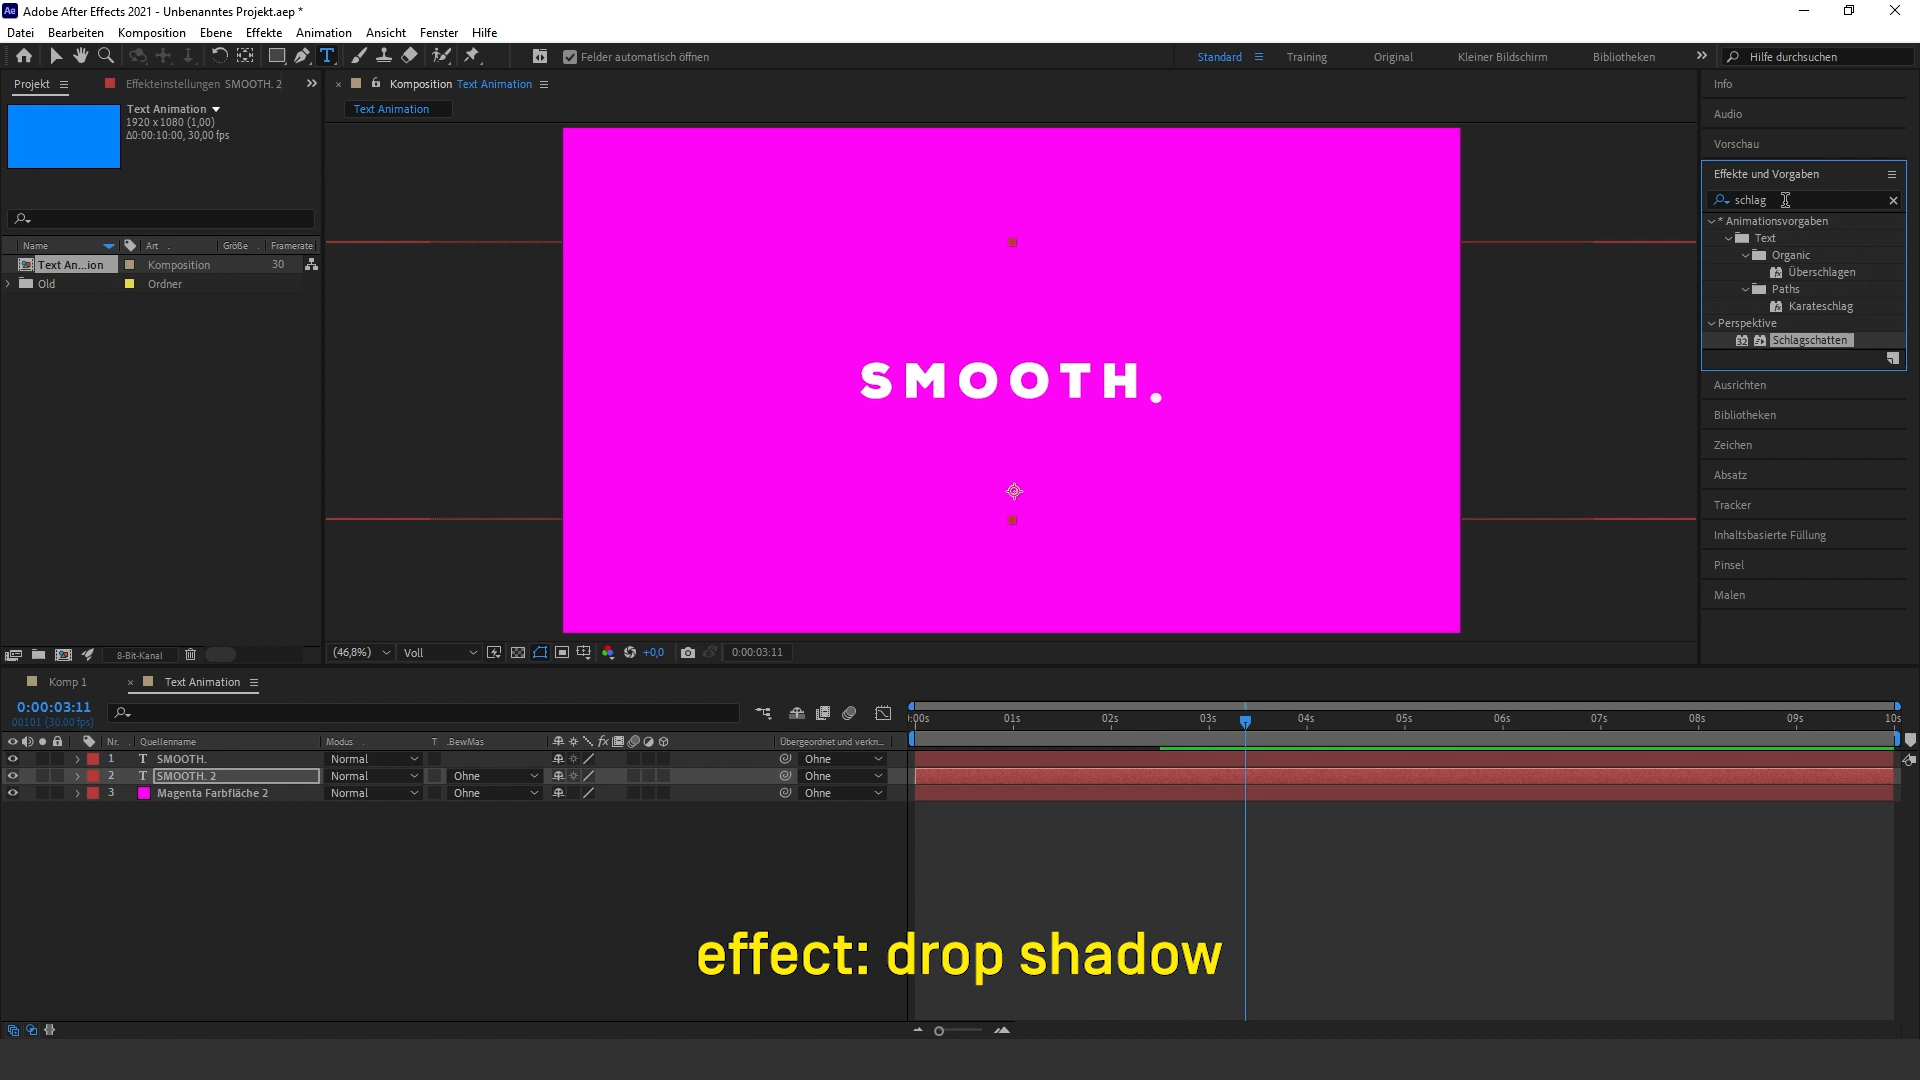 Adobe After Effects 2021 - Unbenanntes Projekt.aep *
Datei Bearbeiten Komposition Ebene Effekte Animation Ansicht Fenster Hilfe
Felder automatisch öffnen
Standard Training Original Kleiner Bildschirm Bibliotheken Hilfe durchsuchen
Projekt Effekteinstellungen SMOOTH. 2
Text Animation
1920 x 1080 (1,00)
Δ0:00:10:00, 30,00 fps
Name Art Größe Framerate
Text An...ion Komposition 30
Old Ordner
8-Bit-Kanal
Komposition Text Animation
Text Animation
SMOOTH.
(46,8%) Voll +0,0 0:00:03:11
Info
Audio
Vorschau
Effekte und Vorgaben
schlag
* Animationsvorgaben
Text
Organic
Überschlagen
Paths
Karateschlag
Perspektive
32 Schlagschatten
Ausrichten
Bibliotheken
Zeichen
Absatz
Tracker
Inhaltsbasierte Füllung
Pinsel
Malen
Komp 1 Text Animation
0:00:03:11
00101 (30.00 fps)
:00s 01s 02s 03s 04s 05s 06s 07s 08s 09s 10s
Nr. Quellenname Modus T .BewMas Übergeordnet und verkn...
1 T SMOOTH. Normal Ohne
2 T SMOOTH. 2 Normal Ohne Ohne
3 Magenta Farbfläche 2 Normal Ohne Ohne
effect: drop shadow